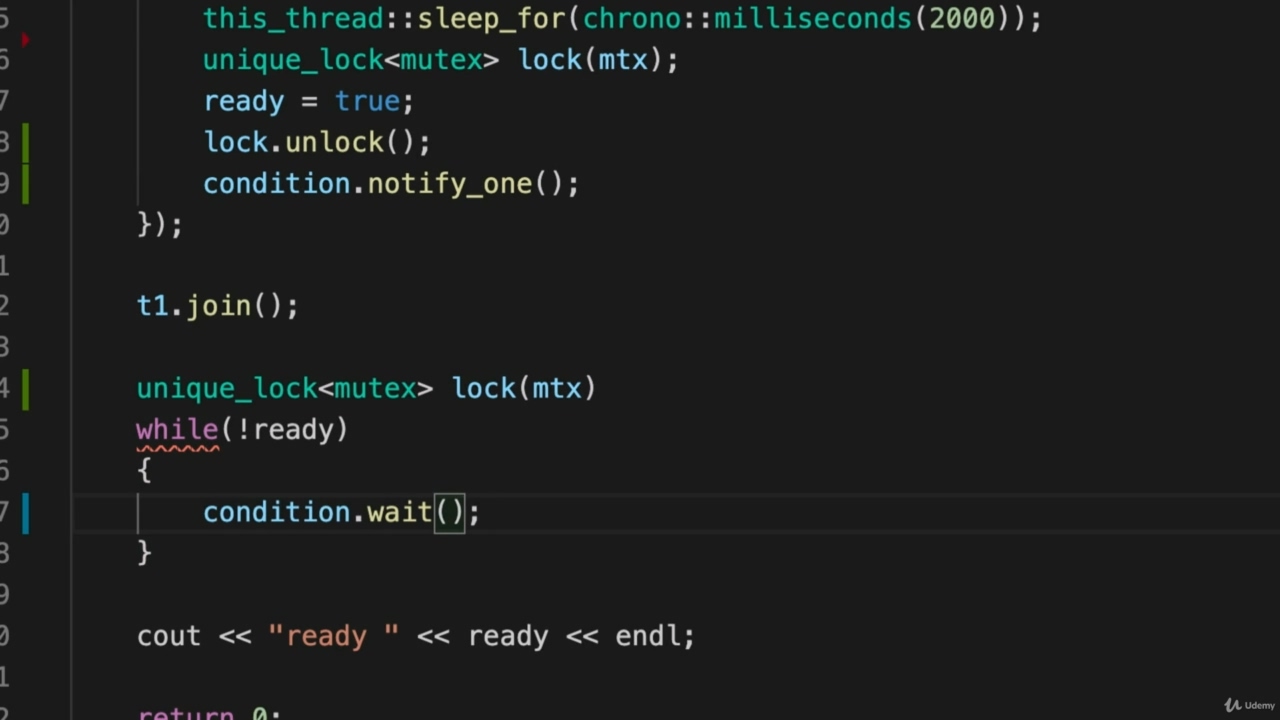 5 this_thread::sleep_for(chrono::milliseconds(2000));
6 unique_lock<mutex> lock(mtx);
7 ready = true;
8 lock.unlock();
9 condition.notify_one();
0 });
1
2 t1.join();
3
4 unique_lock<mutex> lock(mtx)
5 while(!ready)
6 {
7 condition.wait();
8 }
9
0 cout << "ready " << ready << endl;
1
2 return 0;
Udemy